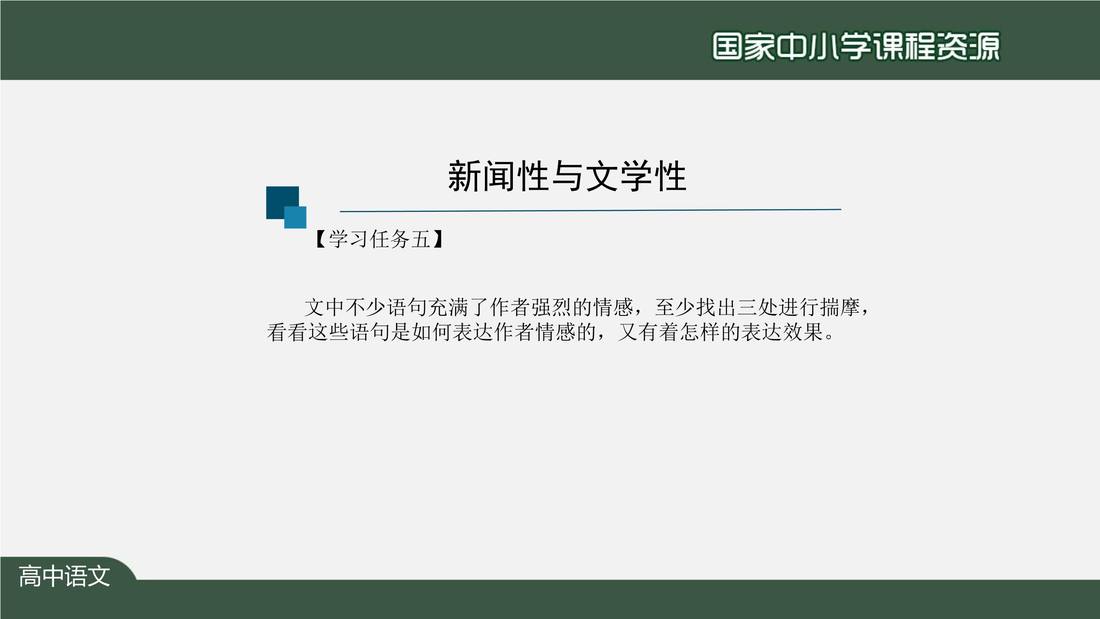 国家中小学课程资源
新闻性与文学性
【学习任务五】
文中不少语句充满了作者强烈的情感，至少找出三处进行揣摩，
看看这些语句是如何表达作者情感的，又有着怎样的表达效果。
高中语文